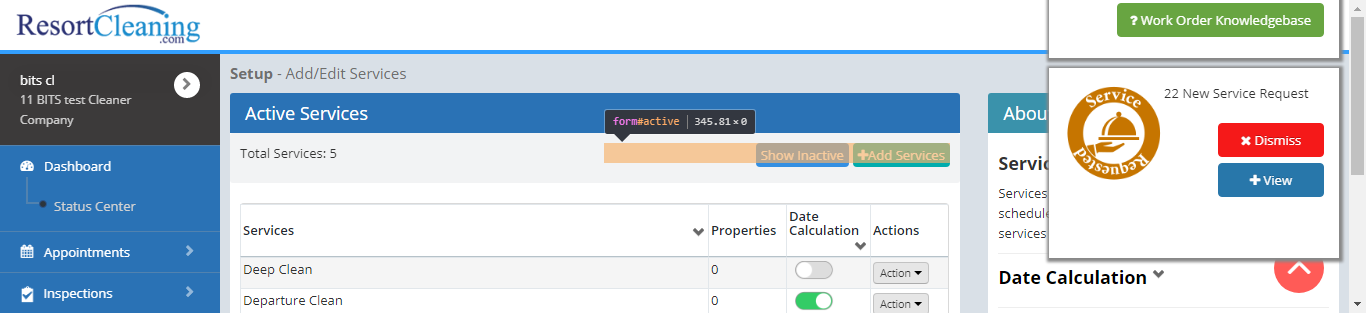 ResortCleaning
.com
? Work Order Knowledgebase
bits cl
11 BITS test Cleaner
Company
Dashboard
Status Center
Appointments
Inspections
Setup - Add/Edit Services
Active Services
form#active | 345.81 × 0
Total Services: 5
Show Inactive
+Add Services
Services
Properties
Date
Calculation
Actions
Deep Clean
0
Action
Departure Clean
0
Action
Service
Requested
22 New Service Request
× Dismiss
+ View
Abou
Servic
Services
schedule
services
Date Calculation